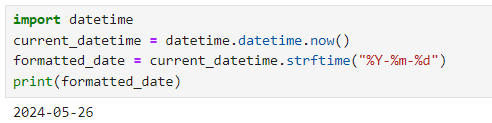 import datetime
current_datetime = datetime.datetime.now()
formatted_date = current_datetime.strftime("%Y-%m-%d")
print(formatted_date)
2024-05-26